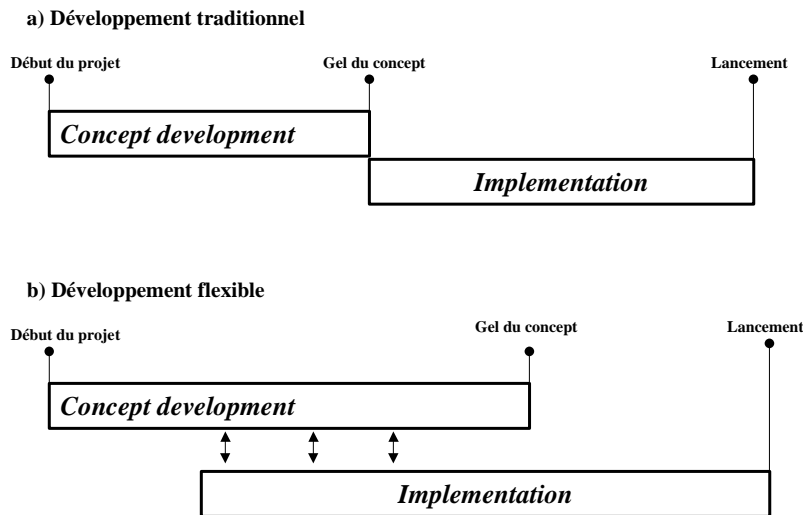 a) Développement traditionnel
Début du projet
Gel du concept
Lancement
Concept development
Implementation
b) Développement flexible
Début du projet
Gel du concept
Lancement
Concept development
Implementation